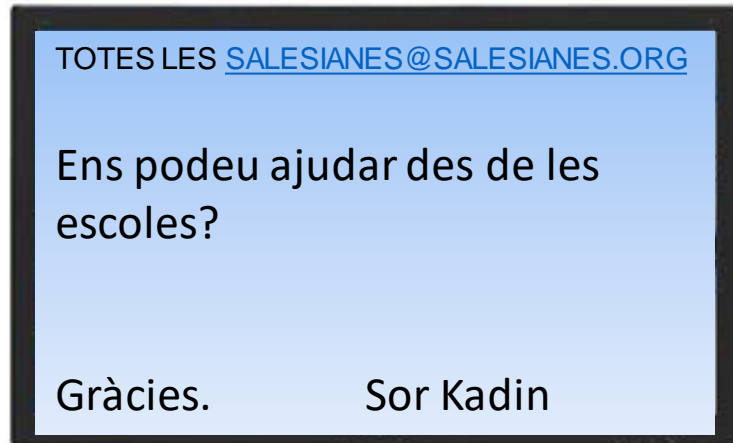 TOTES LES SALESIANES@SALESIANES.ORG
Ens podeu ajudar des de les
escoles?
Gràcies. Sor Kadin